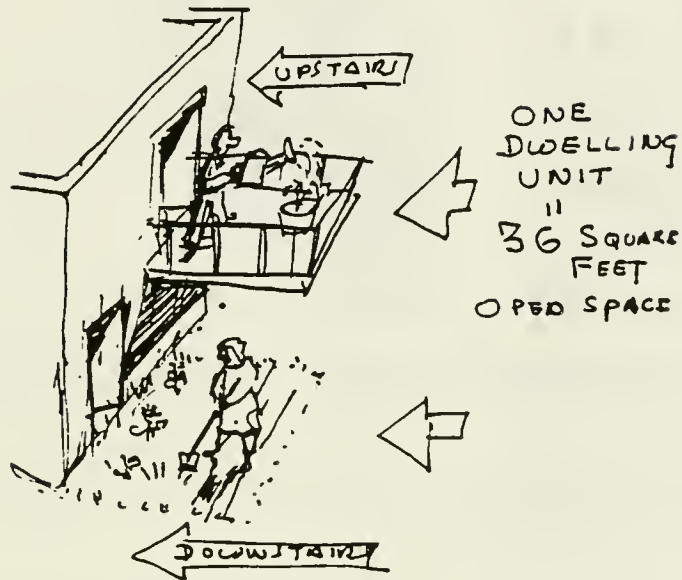 UPSTAIRS
ONE
DWELLING
UNIT
"
36 SQUARE
FEET
OPEN SPACE
DOWNSTAIRS